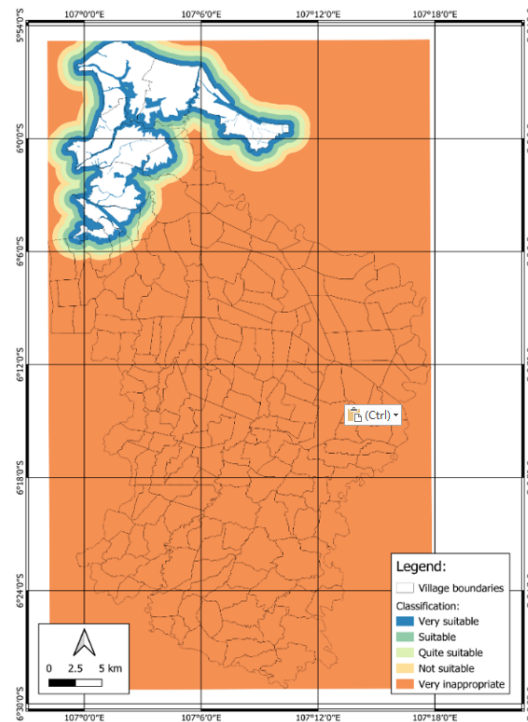 107°0'0"E 107°6'0"E 107°12'0"E 107°18'0"E
5°54'0"S
6°0'0"S
6°6'0"S
6°12'0"S
(Ctrl)
6°18'0"S
6°24'0"S
6°30'0"S
Legend:
Village boundaries
Classification:
Very suitable
Suitable
Quite suitable
Not suitable
Very inappropriate
0 2.5 5 km
107°0'0"E 107°6'0"E 107°12'0"E 107°18'0"E